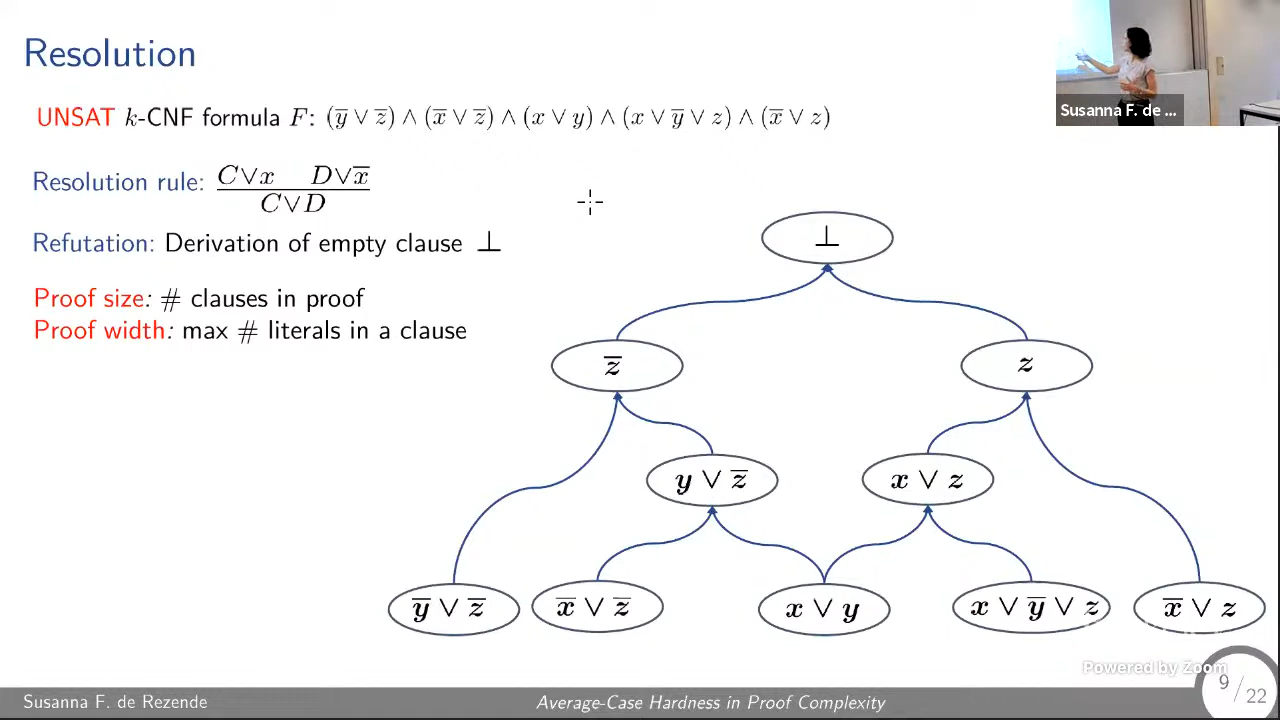 Resolution
Susanna F. de ...
UNSAT k-CNF formula F: (y̅ ∨ z̅) ∧ (x̅ ∨ z̅) ∧ (x ∨ y) ∧ (x ∨ y̅ ∨ z) ∧ (x̅ ∨ z)
Resolution rule: C∨x D∨x̅
C∨D
Refutation: Derivation of empty clause ⊥
Proof size: # clauses in proof
Proof width: max # literals in a clause
⊥
z̅ z
y ∨ z̅ x ∨ z
y̅ ∨ z̅ x̅ ∨ z̅ x ∨ y x ∨ y̅ ∨ z x̅ ∨ z
Powered by Zoom
Susanna F. de Rezende Average-Case Hardness in Proof Complexity 9 / 22